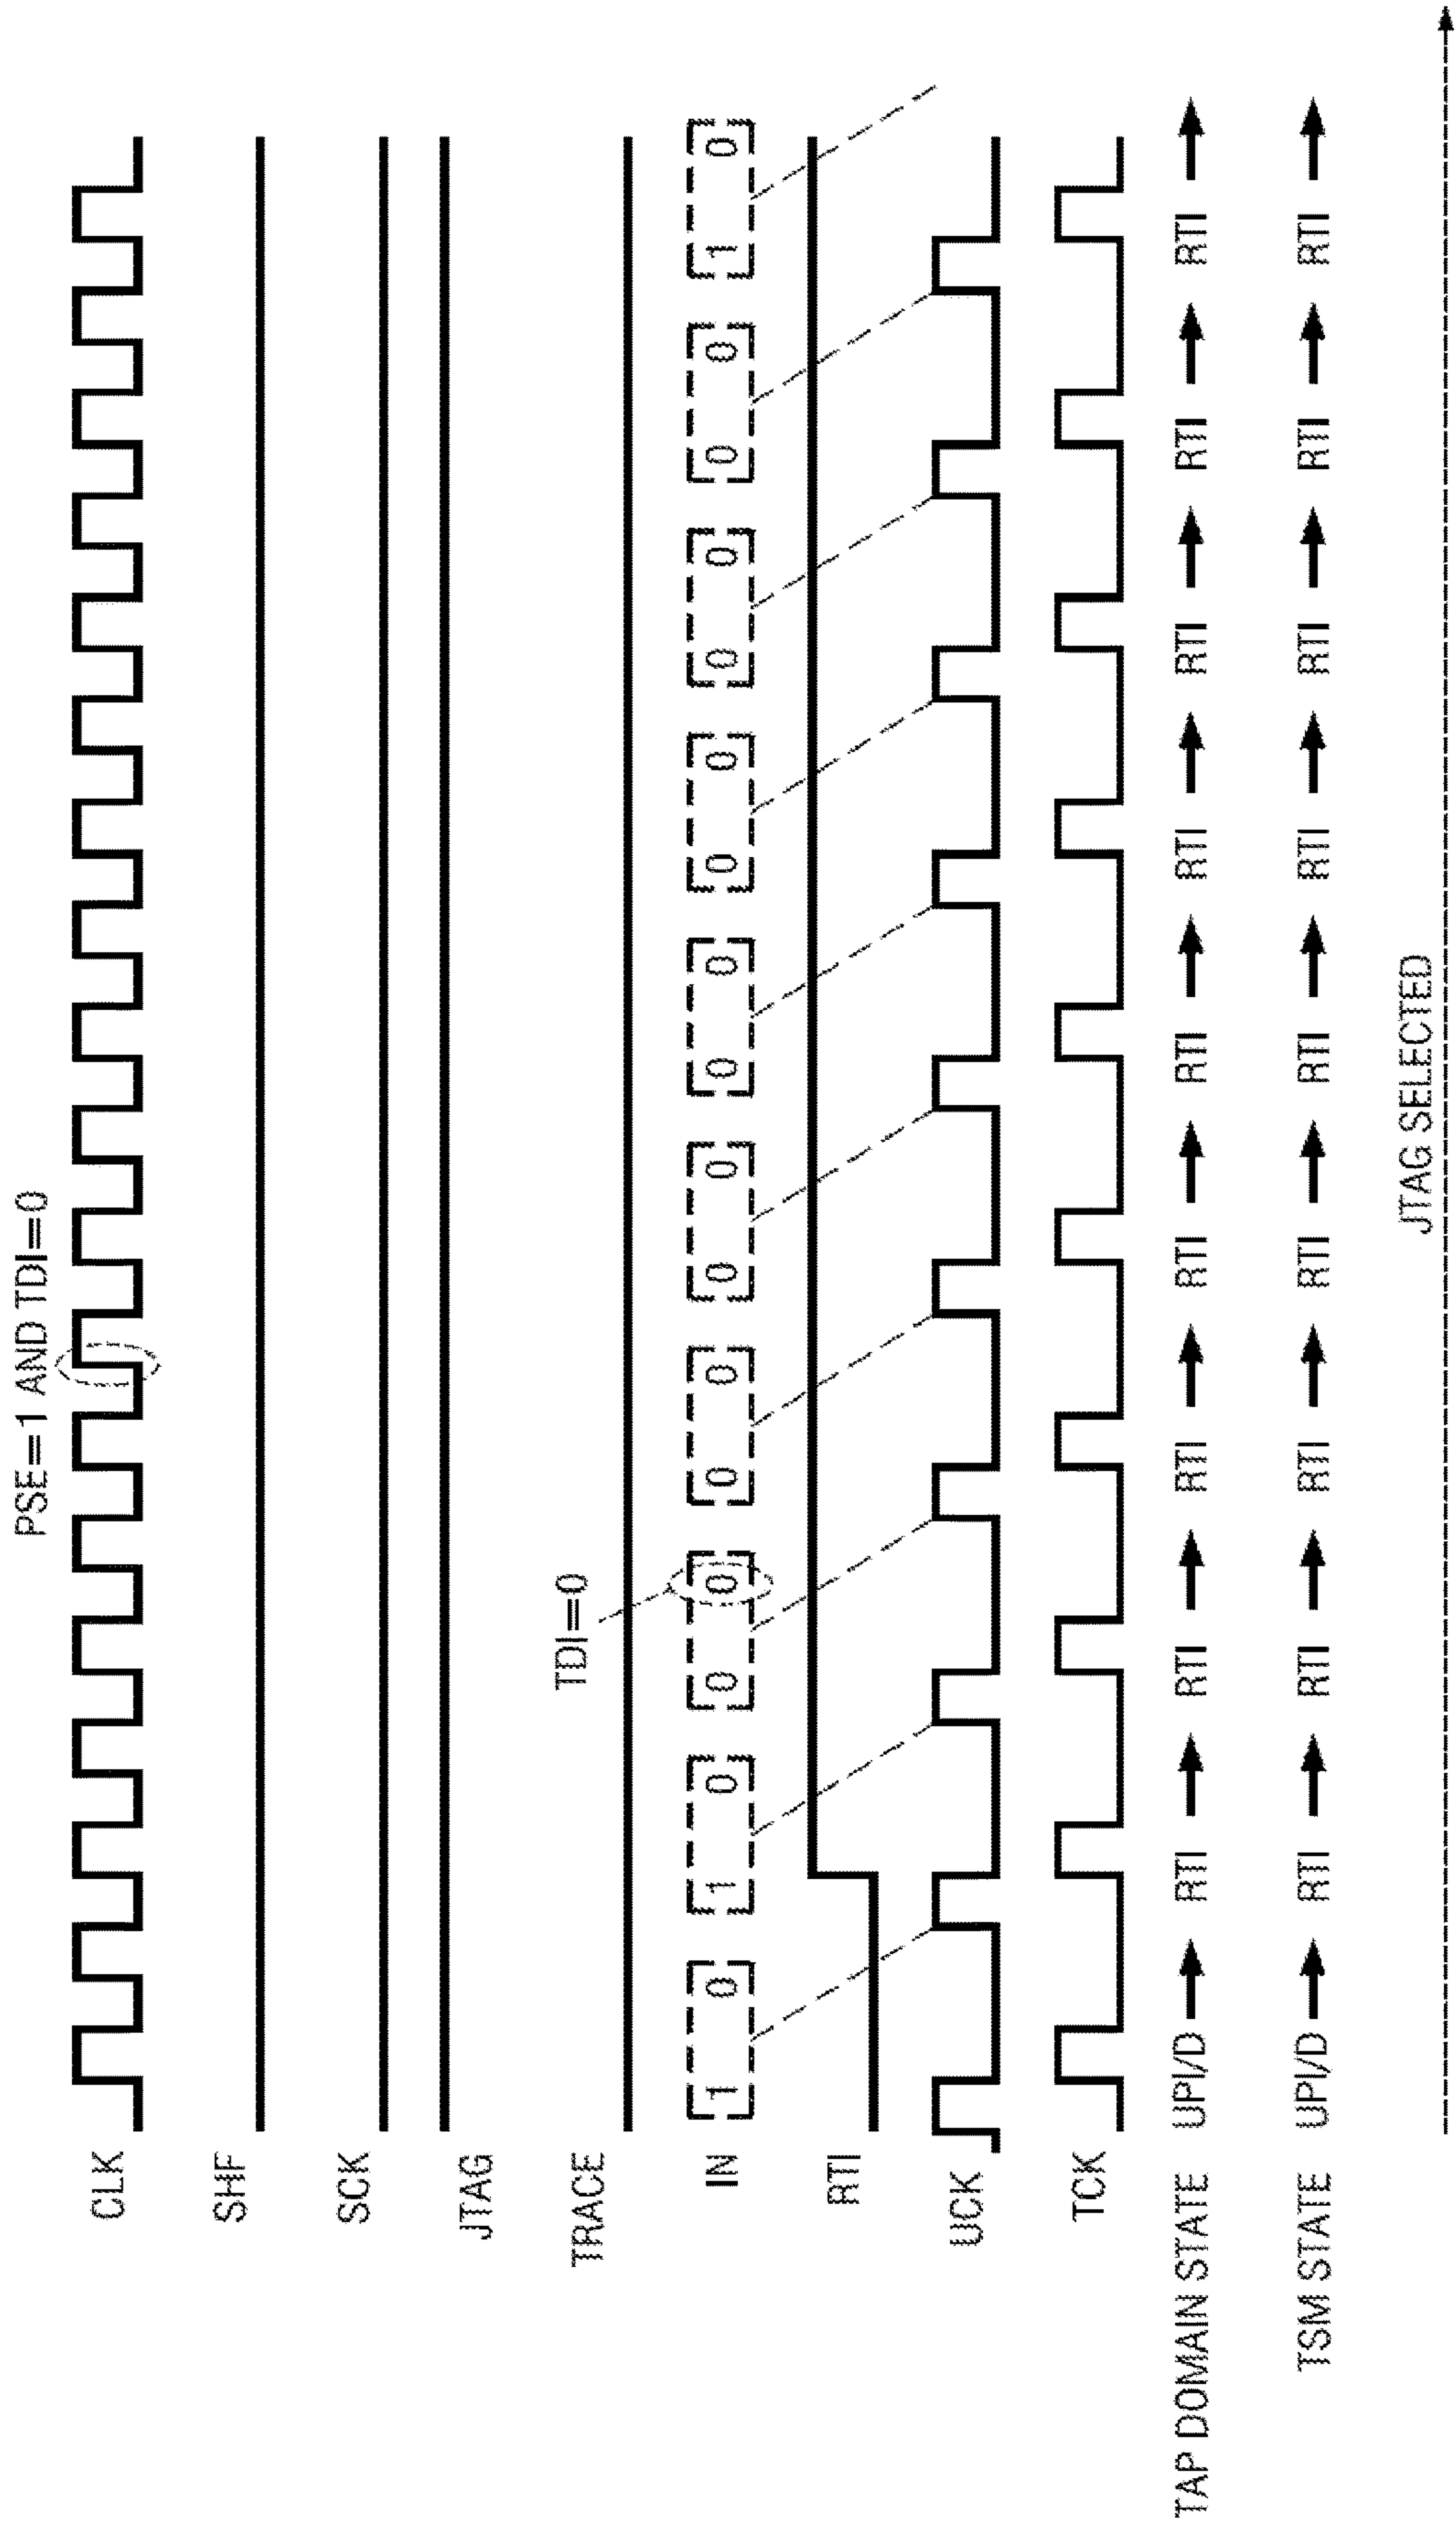 PSE=1 AND TDI=0
CLK
SHF
SCK
JTAG
TDI=0
TRACE
IN 1 0 1 0 0 0 0 0 0 0 0 0 0 0 0 0 0 0 1 0
RTI
UCK
TCK
TAP DOMAIN STATE UPI/D RTI RTI RTI RTI RTI RTI RTI RTI RTI
TSM STATE UPI/D RTI RTI RTI RTI RTI RTI RTI RTI RTI
JTAG SELECTED